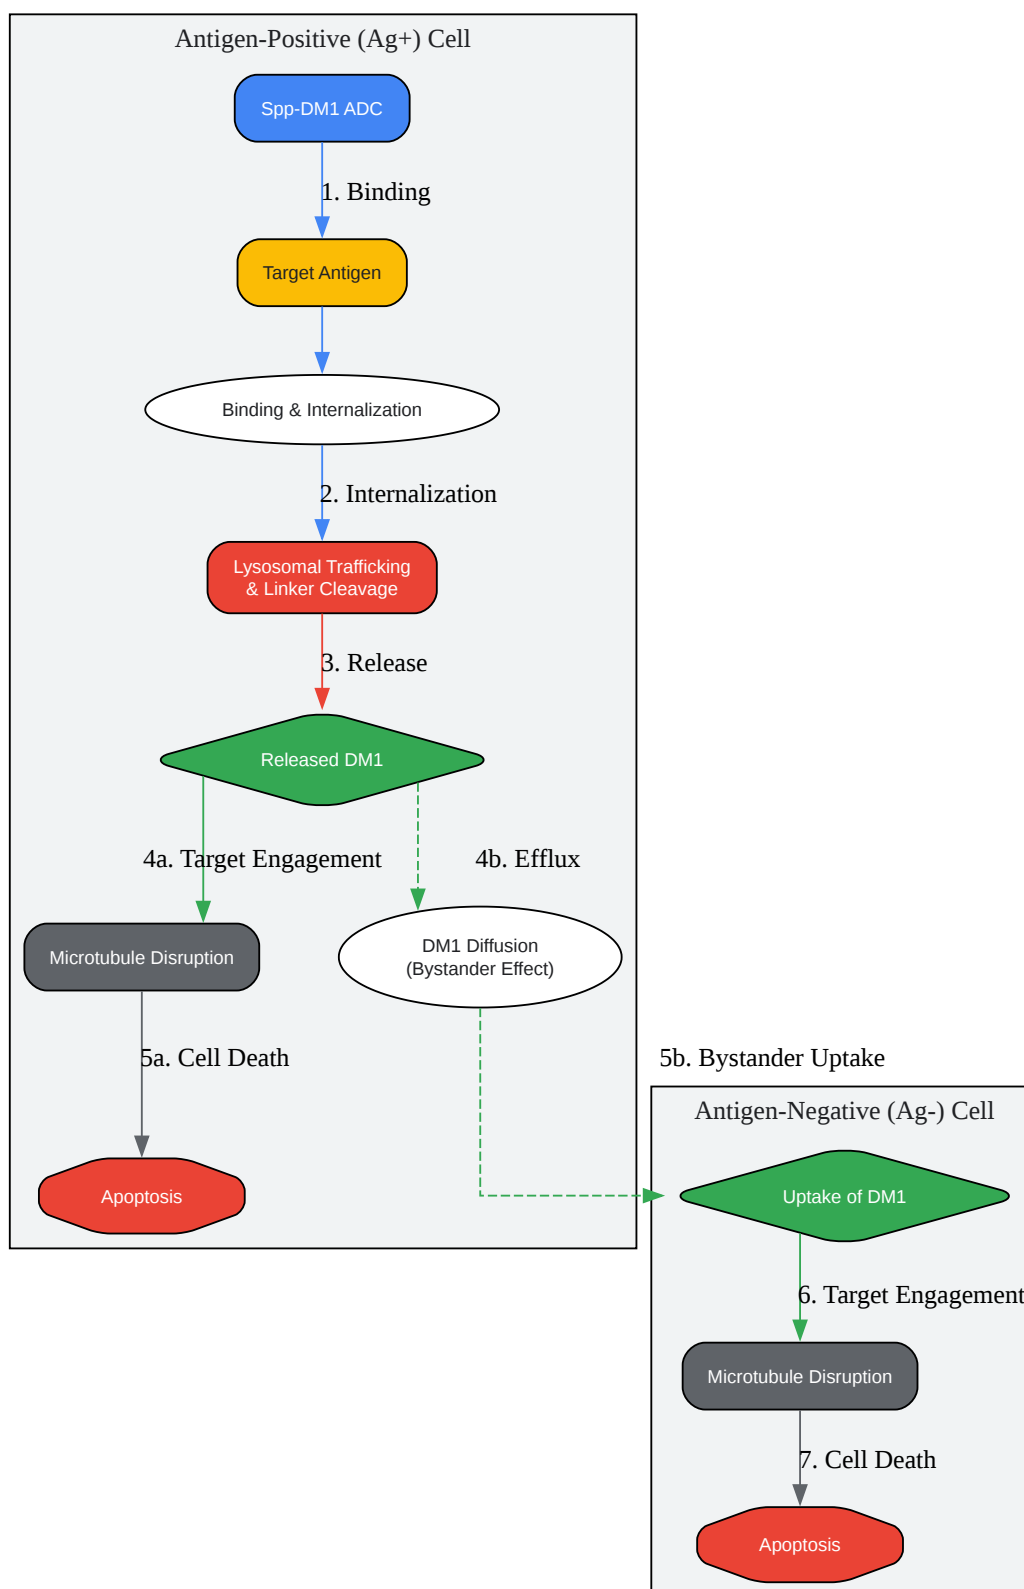 Antigen-Positive (Ag+) Cell
Spp-DM1 ADC
1. Binding
Target Antigen
Binding & Internalization
2. Internalization
Lysosomal Trafficking
& Linker Cleavage
3. Release
Released DM1
4a. Target Engagement
4b. Efflux
Microtubule Disruption
DM1 Diffusion
(Bystander Effect)
5a. Cell Death
5b. Bystander Uptake
Antigen-Negative (Ag-) Cell
Apoptosis
Uptake of DM1
6. Target Engagement
Microtubule Disruption
7. Cell Death
Apoptosis